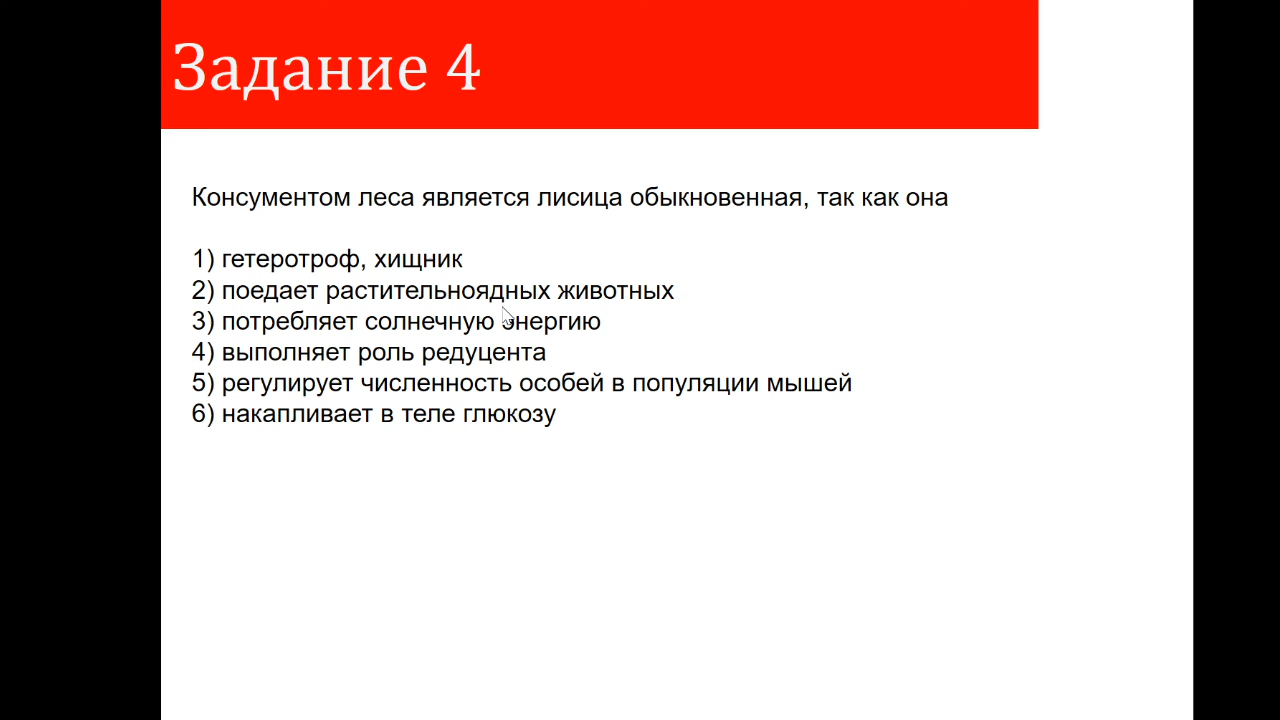 Задание 4
Консументом леса является лисица обыкновенная, так как она
1) гетеротроф, хищник
2) поедает растительноядных животных
3) потребляет солнечную энергию
4) выполняет роль редуцента
5) регулирует численность особей в популяции мышей
6) накапливает в теле глюкозу